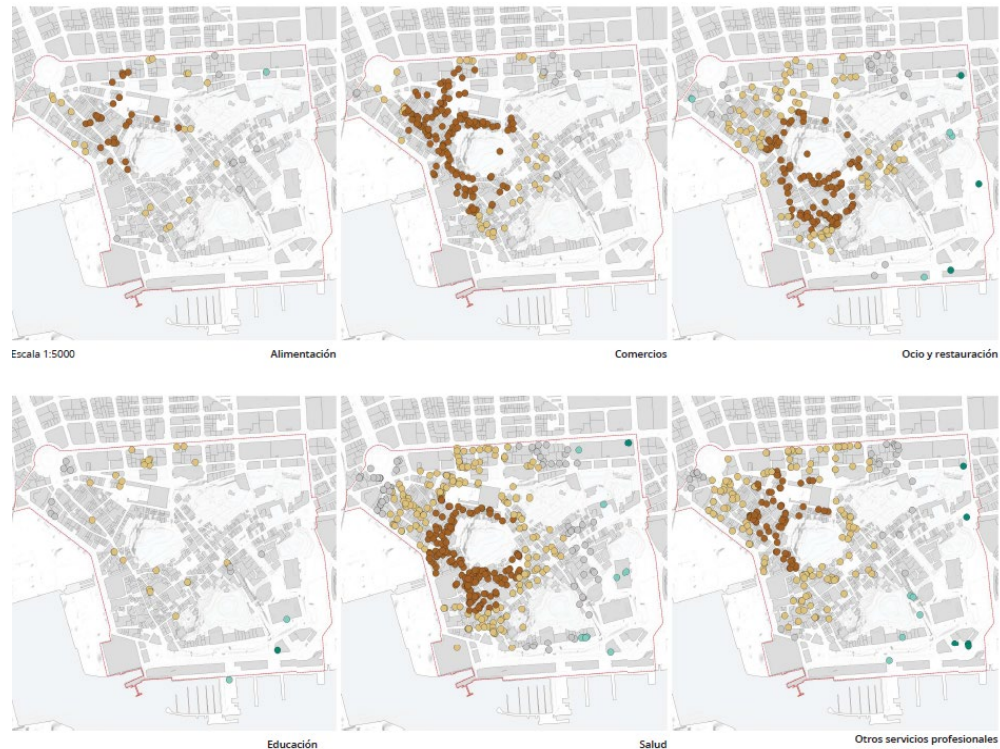 Escala 1:5000
Alimentación
Comercios
Ocio y restauración
Educación
Salud
Otros servicios profesionales